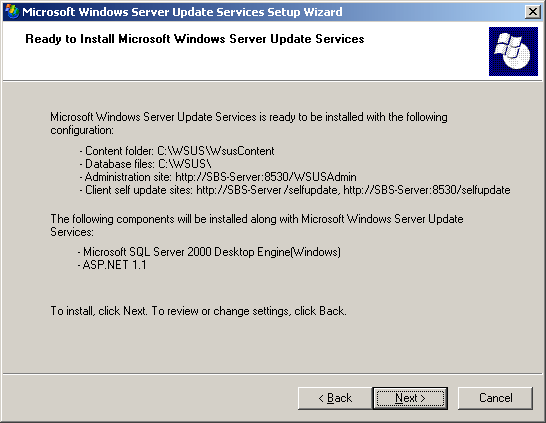 Microsoft Windows Server Update Services Setup Wizard
Ready to Install Microsoft Windows Server Update Services
Microsoft Windows Server Update Services is ready to be installed with the following
configuration:
- Content folder: C:\WSUS\WsusContent
- Database files: C:\WSUS\
- Administration site: http://SBS-Server:8530/WSUSAdmin
- Client self update sites: http://SBS-Server/selfupdate, http://SBS-Server:8530/selfupdate
The following components will be installed along with Microsoft Windows Server Update
Services:
- Microsoft SQL Server 2000 Desktop Engine(Windows)
- ASP.NET 1.1
To install, click Next. To review or change settings, click Back.
< Back Next > Cancel